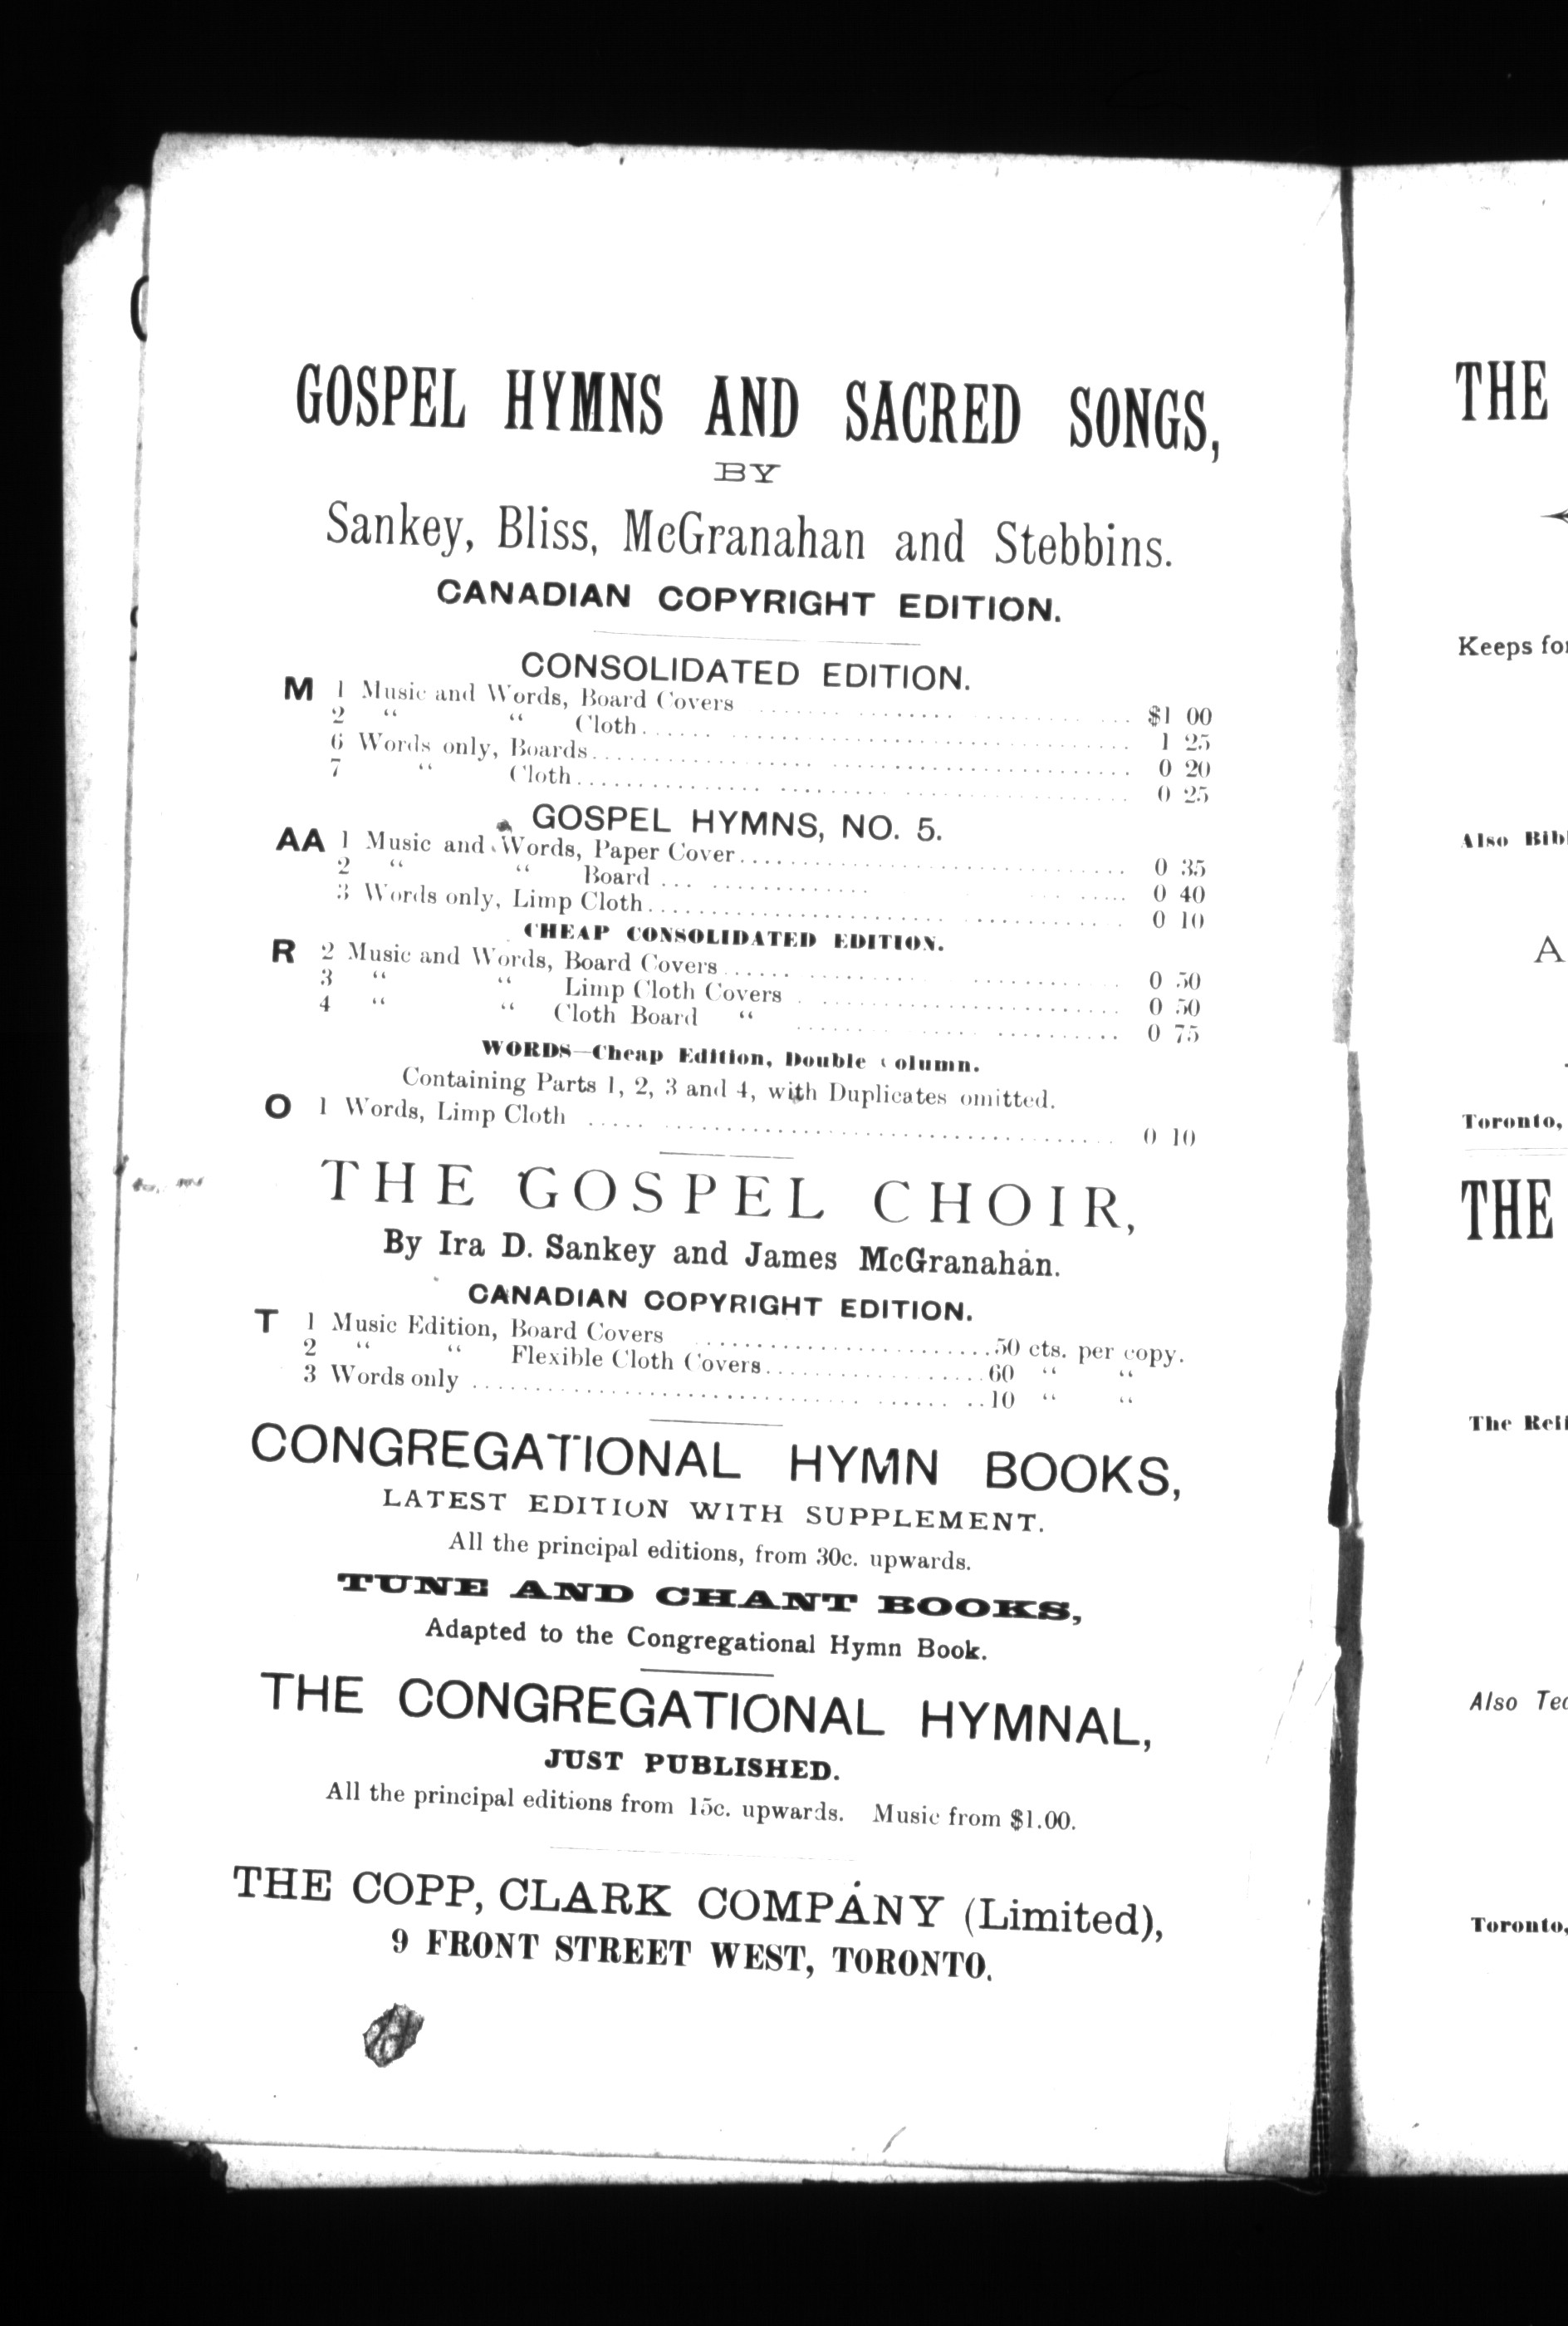 GOSPEL HYMNS AND SACRED SONGS,
BY
Sankey, Bliss, McGranahan and Stebbins.
CANADIAN COPYRIGHT EDITION.
CONSOLIDATED EDITION.
M 1 Music and Words, Board Covers $1 00
2 “ “ Cloth 1 25
6 Words only, Boards 0 20
7 “ Cloth 0 25
GOSPEL HYMNS, NO. 5.
AA 1 Music and Words, Paper Cover 0 35
2 “ “ Board 0 40
3 Words only, Limp Cloth 0 10
CHEAP CONSOLIDATED EDITION.
R 2 Music and Words, Board Covers 0 50
3 “ “ Limp Cloth Covers 0 50
4 “ “ Cloth Board “ 0 75
WORDS—Cheap Edition, Double Column.
Containing Parts 1, 2, 3 and 4, with Duplicates omitted.
O 1 Words, Limp Cloth 0 10
THE GOSPEL CHOIR,
By Ira D. Sankey and James McGranahan.
CANADIAN COPYRIGHT EDITION.
T 1 Music Edition, Board Covers 50 cts. per copy.
2 “ “ Flexible Cloth Covers 60 “ “
3 Words only 10 “ “
CONGREGATIONAL HYMN BOOKS,
LATEST EDITION WITH SUPPLEMENT.
All the principal editions, from 30c. upwards.
TUNE AND CHANT BOOKS,
Adapted to the Congregational Hymn Book.
THE CONGREGATIONAL HYMNAL,
JUST PUBLISHED.
All the principal editions from 15c. upwards. Music from $1.00.
THE COPP, CLARK COMPANY (Limited),
9 FRONT STREET WEST, TORONTO.
THE
Keeps
Also
A
Toronto,
THE
The
Also
Toronto,